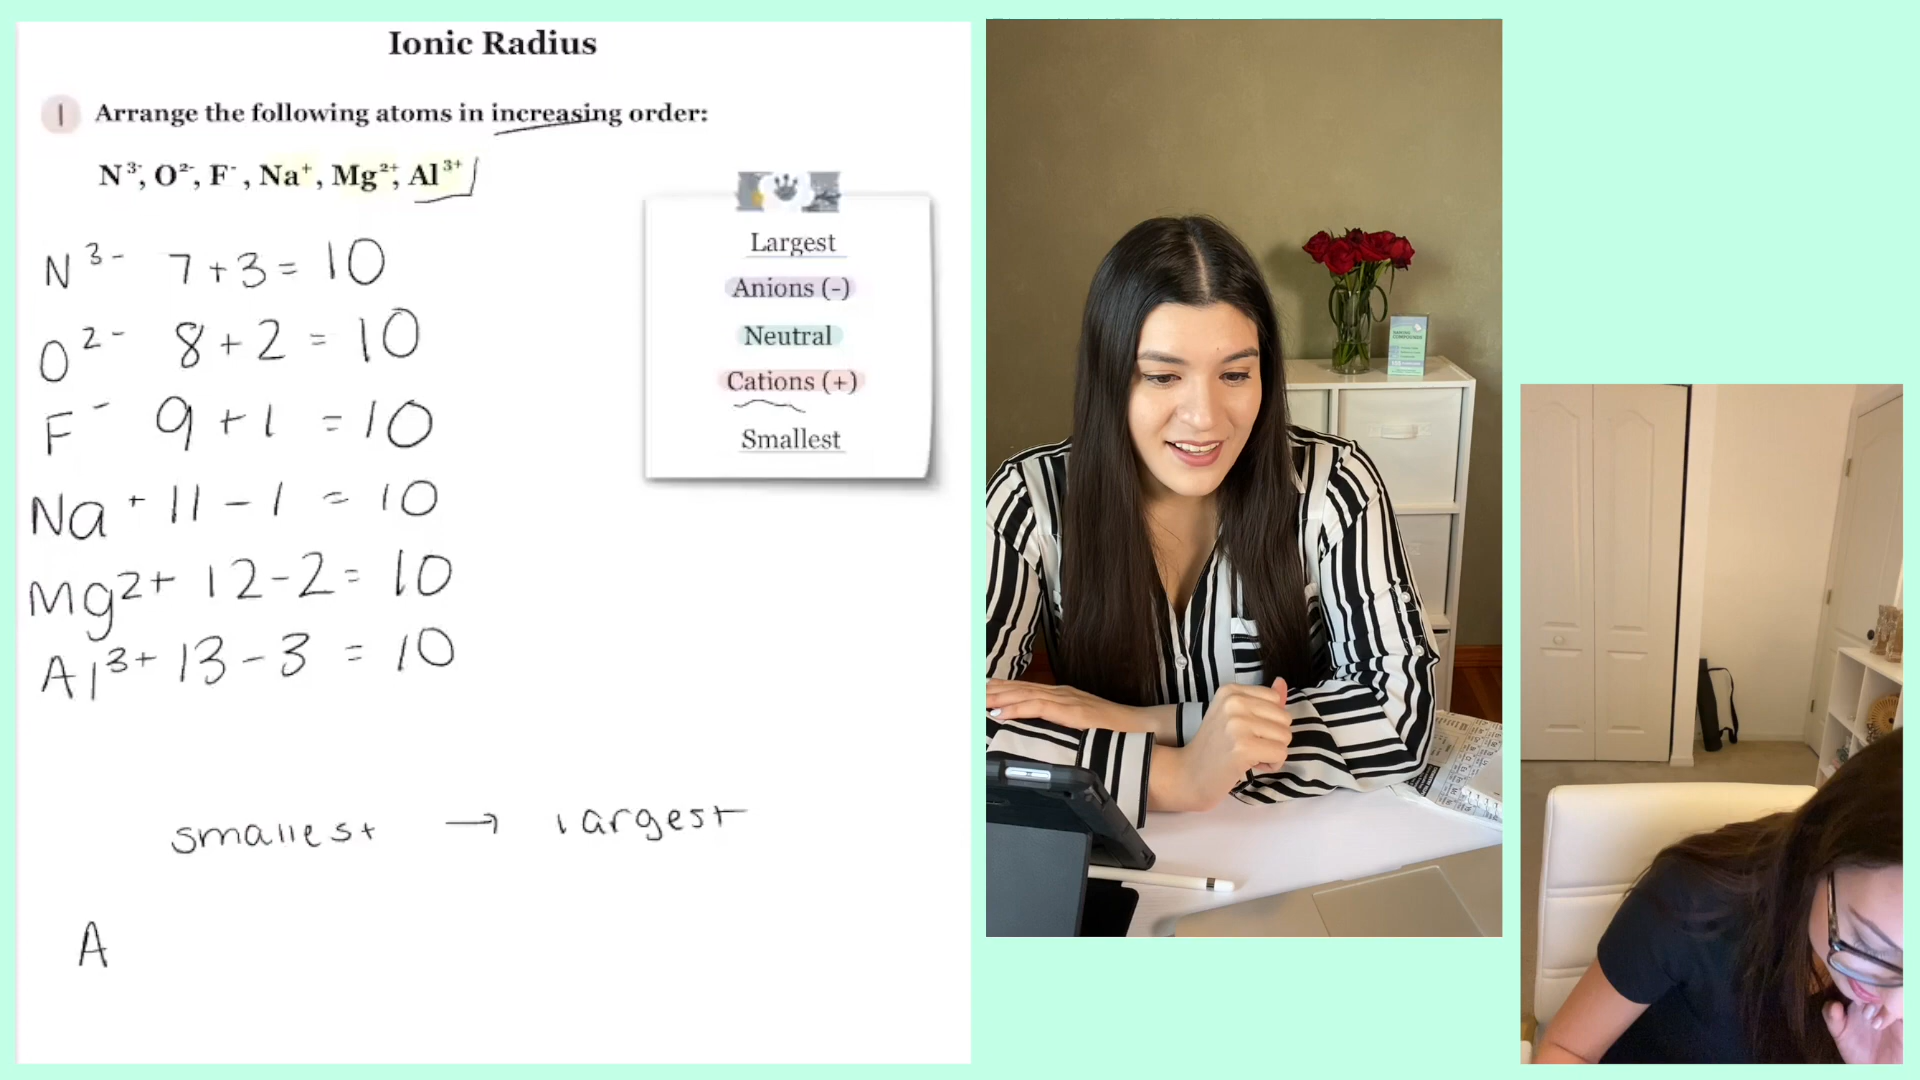 Ionic Radius
1 Arrange the following atoms in increasing order:
N³⁻, O²⁻, F⁻, Na⁺, Mg²⁺, Al³⁺
N³⁻ 7+3= 10
O²⁻ 8+2 = 10
F⁻ 9+1 = 10
Na⁺ 11-1 = 10
Mg²⁺ 12-2= 10
Al³⁺ 13-3 = 10
Largest
Anions (-)
Neutral
Cations (+)
Smallest
smallest → largest
A
NAMING
COMPOUNDS